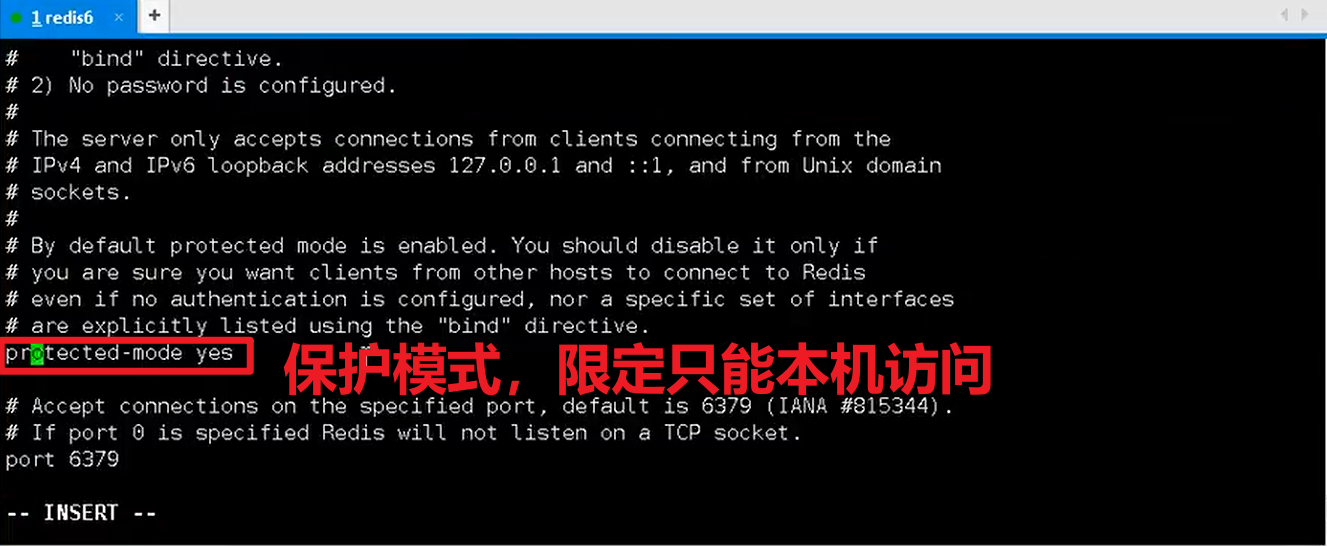 1 redis6 × +
#    "bind" directive.
# 2) No password is configured.
#
# The server only accepts connections from clients connecting from the
# IPv4 and IPv6 loopback addresses 127.0.0.1 and ::1, and from Unix domain
# sockets.
#
# By default protected mode is enabled. You should disable it only if
# you are sure you want clients from other hosts to connect to Redis
# even if no authentication is configured, nor a specific set of interfaces
# are explicitly listed using the "bind" directive.
protected-mode yes
保护模式，限定只能本机访问
# Accept connections on the specified port, default is 6379 (IANA #815344).
# If port 0 is specified Redis will not listen on a TCP socket.
port 6379
-- INSERT --